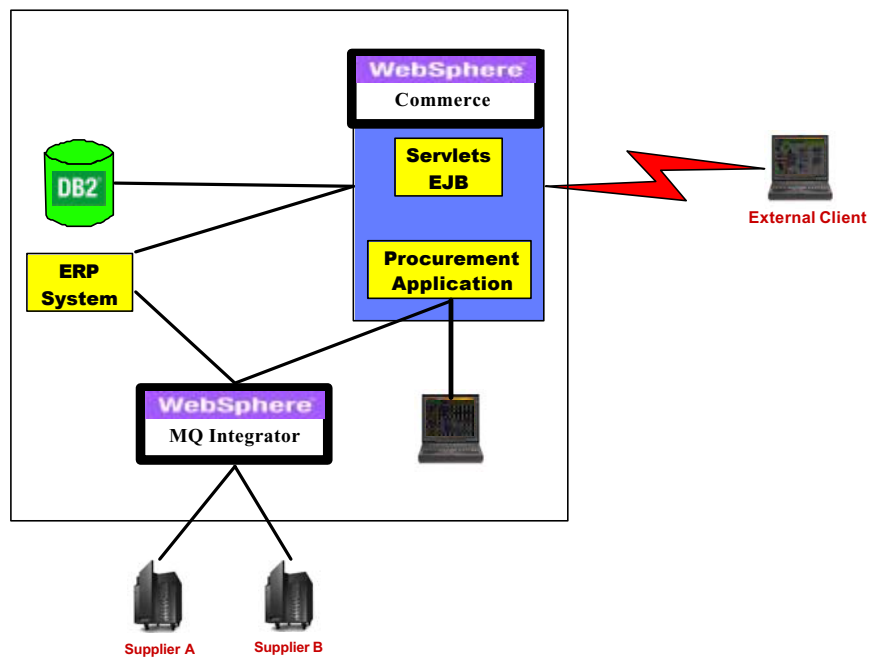 WebSphere
Commerce
Servlets
EJB
DB2
External Client
Procurement
Application
ERP
System
WebSphere
MQ Integrator
Supplier A
Supplier B